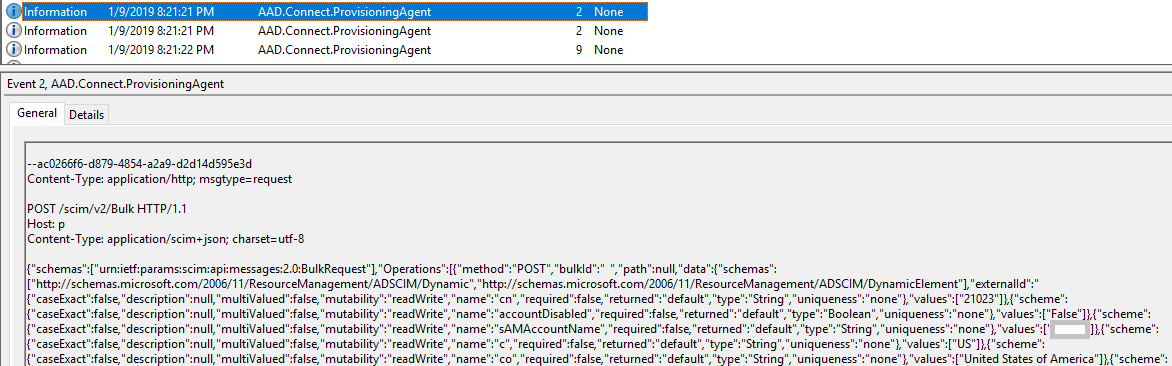 Information 1/9/2019 8:21:21 PM AAD.Connect.ProvisioningAgent 2 None
Information 1/9/2019 8:21:21 PM AAD.Connect.ProvisioningAgent 2 None
Information 1/9/2019 8:21:22 PM AAD.Connect.ProvisioningAgent 9 None
Event 2, AAD.Connect.ProvisioningAgent
General Details
--ac0266f6-d879-4854-a2a9-d2d14d595e3d
Content-Type: application/http; msgtype=request
POST /scim/v2/Bulk HTTP/1.1
Host: p
Content-Type: application/scim+json; charset=utf-8
{"schemas":["urn:ietf:params:scim:api:messages:2.0:BulkRequest"],"Operations":[{"method":"POST","bulkId":" ","path":null,"data":{"schemas":
["http://schemas.microsoft.com/2006/11/ResourceManagement/ADSCIM/Dynamic","http://schemas.microsoft.com/2006/11/ResourceManagement/ADSCIM/DynamicElement"],"externalId":"
{"caseExact":false,"description":null,"multiValued":false,"mutability":"readWrite","name":"cn","required":false,"returned":"default","type":"String","uniqueness":"none"},"values":["21023"]},{"scheme":
{"caseExact":false,"description":null,"multiValued":false,"mutability":"readWrite","name":"accountDisabled","required":false,"returned":"default","type":"Boolean","uniqueness":"none"},"values":["False"]},{"scheme":
{"caseExact":false,"description":null,"multiValued":false,"mutability":"readWrite","name":"sAMAccountName","required":false,"returned":"default","type":"String","uniqueness":"none"},"values":[" "]},{"scheme":
{"caseExact":false,"description":null,"multiValued":false,"mutability":"readWrite","name":"c","required":false,"returned":"default","type":"String","uniqueness":"none"},"values":["US"]},{"scheme":
{"caseExact":false,"description":null,"multiValued":false,"mutability":"readWrite","name":"co","required":false,"returned":"default","type":"String","uniqueness":"none"},"values":["United States of America"]},{"scheme":